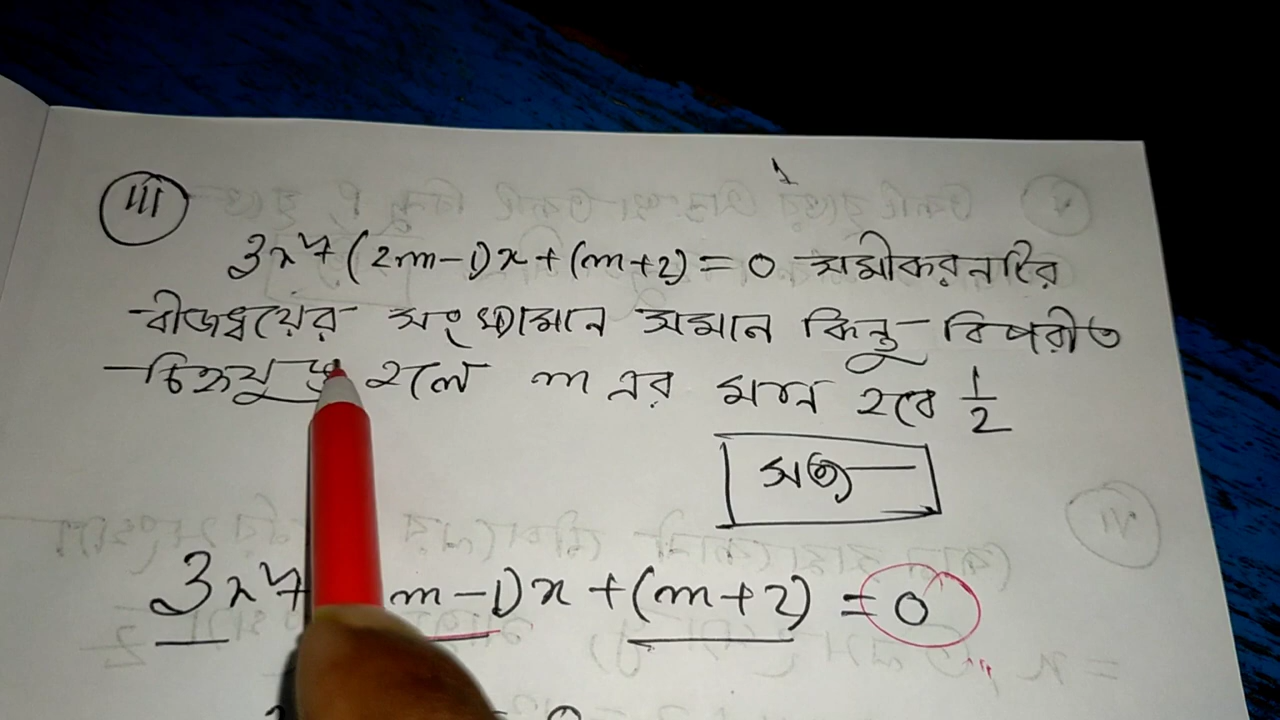 III
3x²+(2m-1)x+(m+2)=0 সমীকরনটির
বীজদ্বয়ের সংখ্যামান সমান কিন্তু বিপরীত
চিহ্নযুক্ত হলে m এর মান হবে 1/2
সত্য
3x²+ m-1)x+(m+2)=0